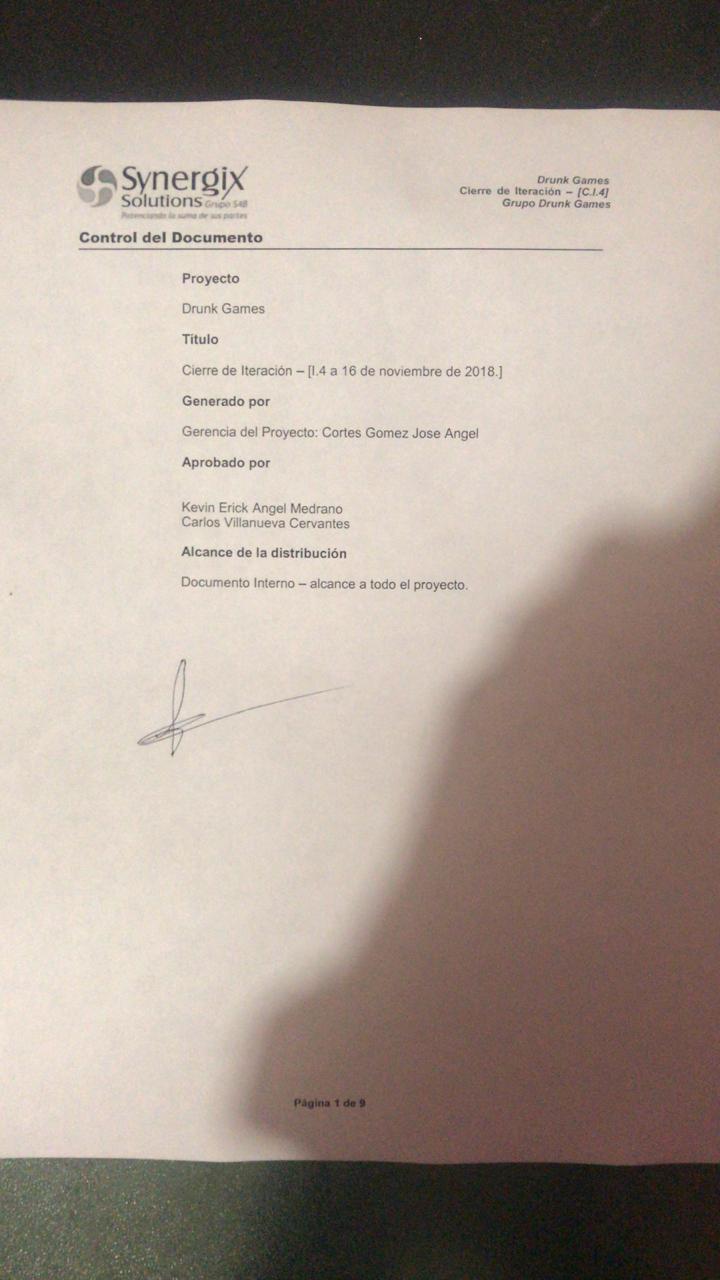 Synergix
Solutions Grupo S4B
Potenciando la suma de sus partes
Drunk Games
Cierre de Iteración – [C.I.4]
Grupo Drunk Games
Control del Documento
Proyecto
Drunk Games
Título
Cierre de Iteración – [I.4 a 16 de noviembre de 2018.]
Generado por
Gerencia del Proyecto: Cortes Gomez Jose Angel
Aprobado por
Kevin Erick Angel Medrano
Carlos Villanueva Cervantes
Alcance de la distribución
Documento Interno – alcance a todo el proyecto.
Página 1 de 9